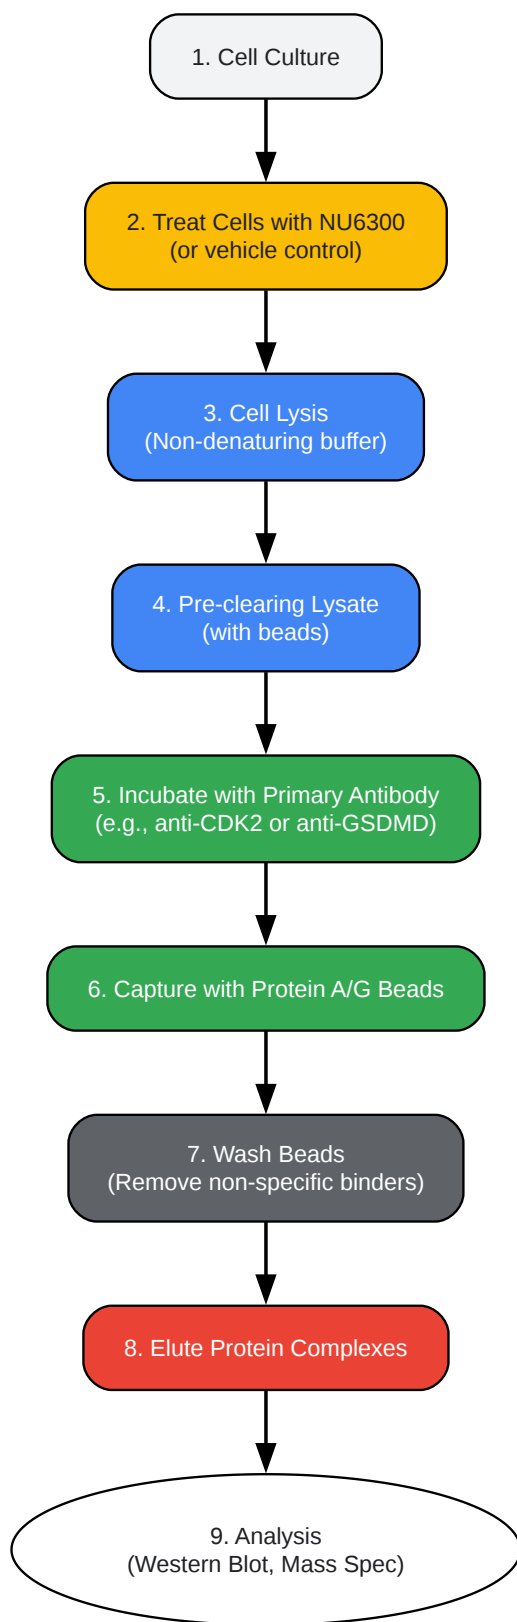 1. Cell Culture
2. Treat Cells with NU6300
(or vehicle control)
3. Cell Lysis
(Non-denaturing buffer)
4. Pre-clearing Lysate
(with beads)
5. Incubate with Primary Antibody
(e.g., anti-CDK2 or anti-GSDMD)
6. Capture with Protein A/G Beads
7. Wash Beads
(Remove non-specific binders)
8. Elute Protein Complexes
9. Analysis
(Western Blot, Mass Spec)